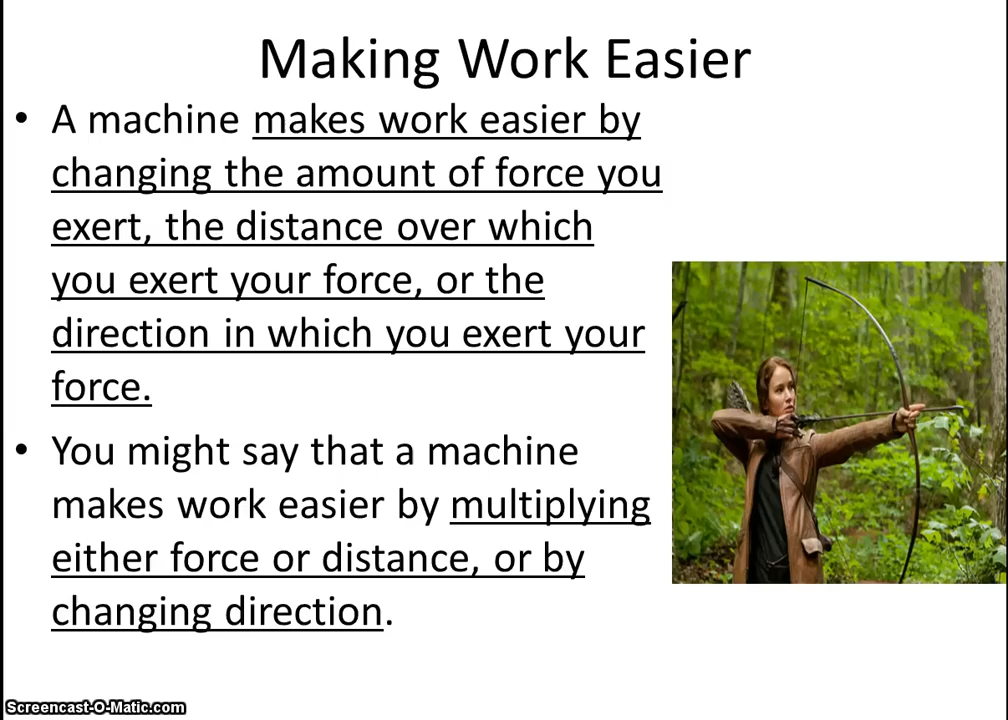 Making Work Easier
• A machine makes work easier by
changing the amount of force you
exert, the distance over which
you exert your force, or the
direction in which you exert your
force.
• You might say that a machine
makes work easier by multiplying
either force or distance, or by
changing direction.
Screencast-O-Matic.com